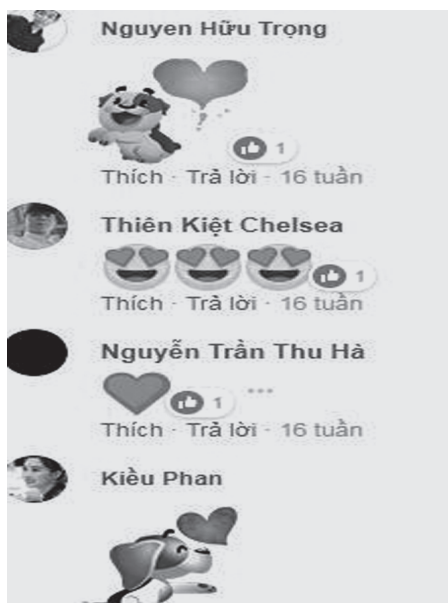 Nguyen Hữu Trọng
1
Thích · Trả lời · 16 tuần
Thiên Kiệt Chelsea
1
Thích · Trả lời · 16 tuần
Nguyễn Trần Thu Hà
1
Thích · Trả lời · 16 tuần
Kiều Phan